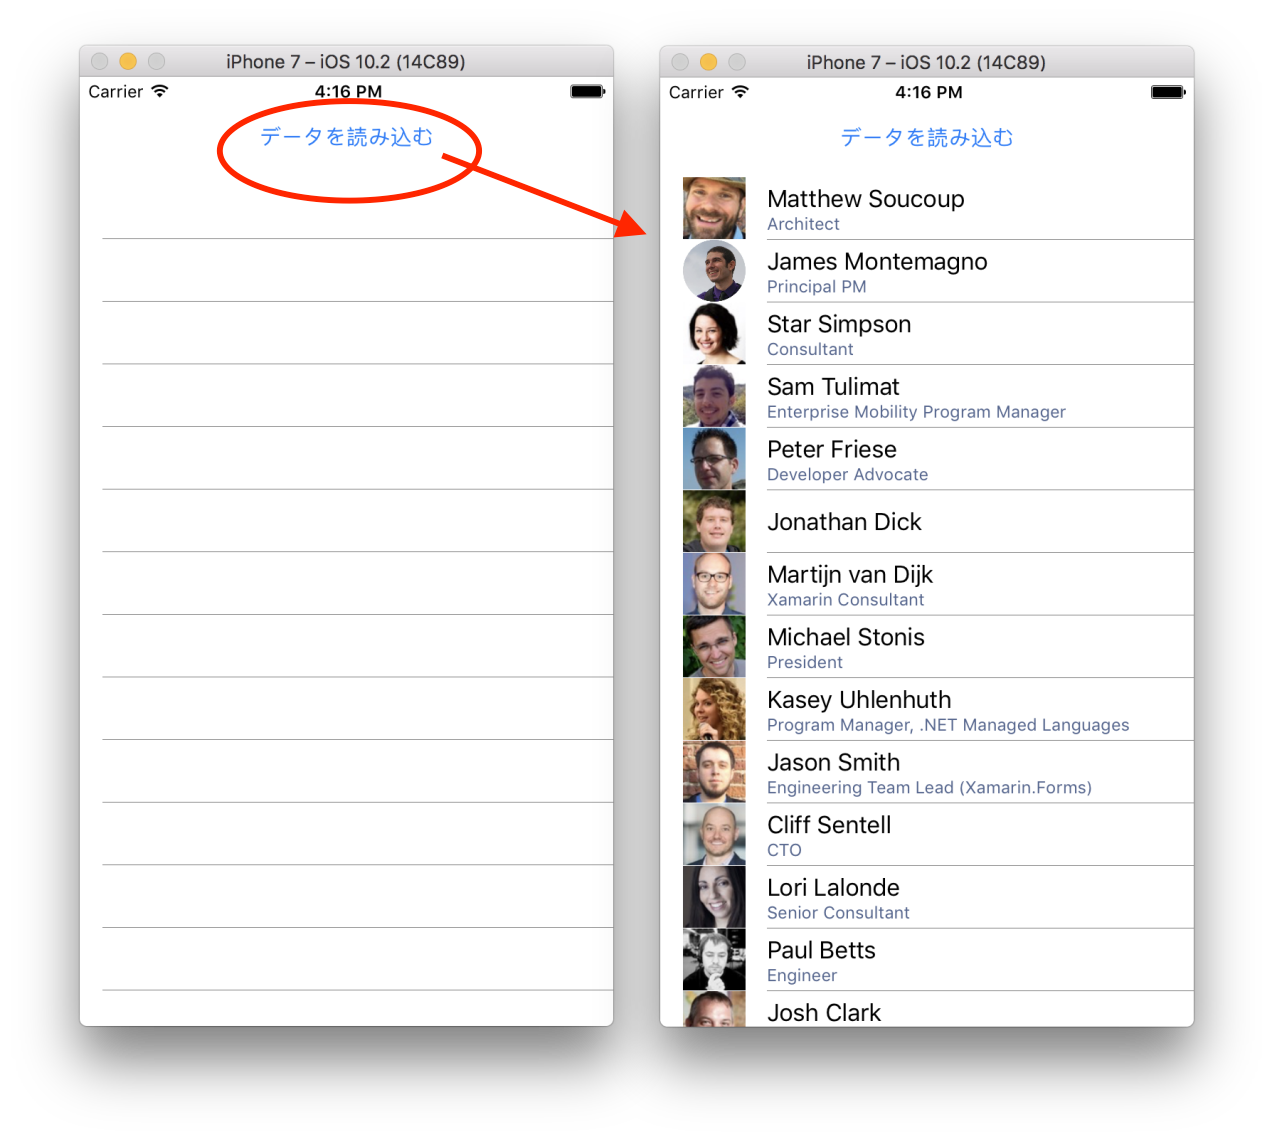 iPhone 7 – iOS 10.2 (14C89)
Carrier 4:16 PM
データを読み込む
iPhone 7 – iOS 10.2 (14C89)
Carrier 4:16 PM
データを読み込む
Matthew Soucoup
Architect
James Montemagno
Principal PM
Star Simpson
Consultant
Sam Tulimat
Enterprise Mobility Program Manager
Peter Friese
Developer Advocate
Jonathan Dick
Martijn van Dijk
Xamarin Consultant
Michael Stonis
President
Kasey Uhlenhuth
Program Manager, .NET Managed Languages
Jason Smith
Engineering Team Lead (Xamarin.Forms)
Cliff Sentell
CTO
Lori Lalonde
Senior Consultant
Paul Betts
Engineer
Josh Clark